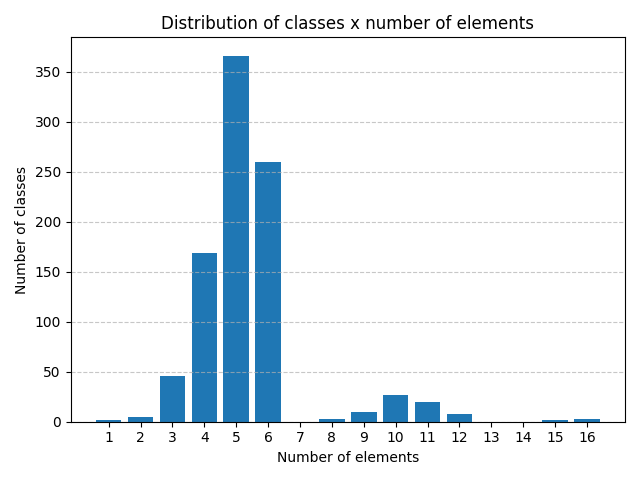 Distribution of classes x number of elements
350
300
250
200
150
100
50
0
Number of classes
1 2 3 4 5 6 7 8 9 10 11 12 13 14 15 16
Number of elements